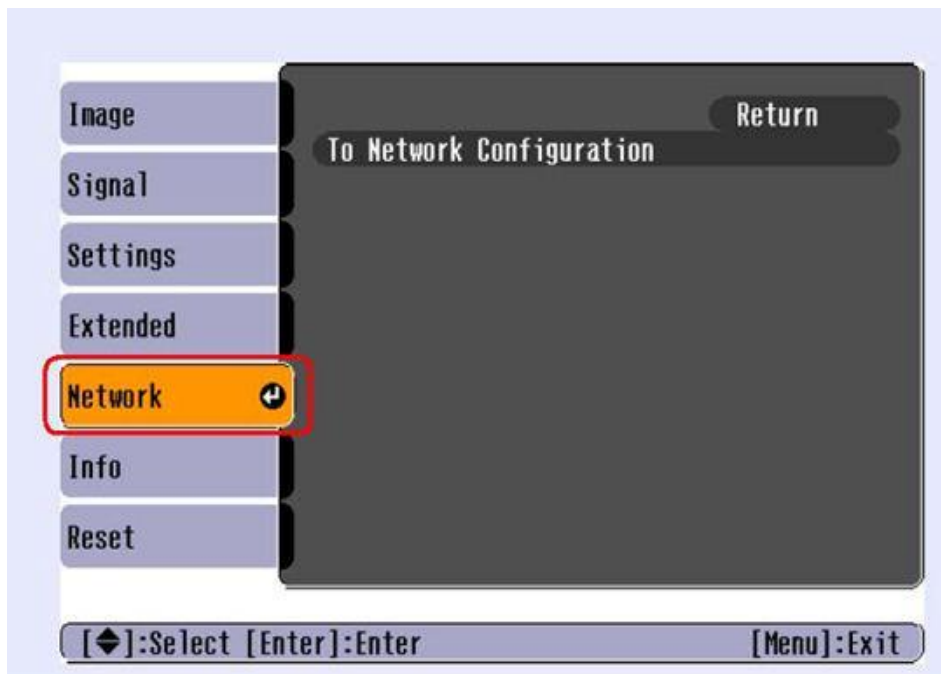 Image
Signal
Settings
Extended
Network
Info
Reset
Return
To Network Configuration
[◆]:Select [Enter]:Enter
[Menu]:Exit